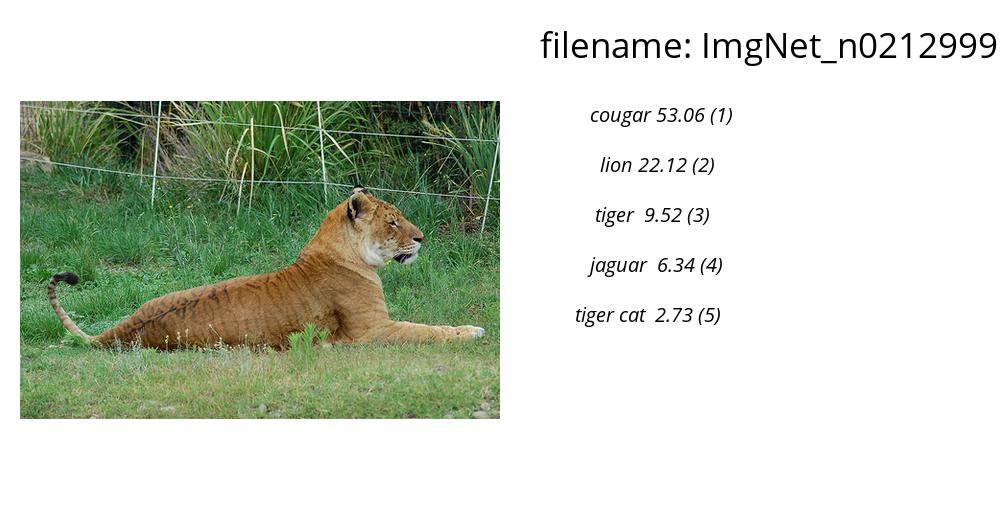 filename: ImgNet_n0212999
cougar 53.06 (1)
lion 22.12 (2)
tiger 9.52 (3)
jaguar 6.34 (4)
tiger cat 2.73 (5)